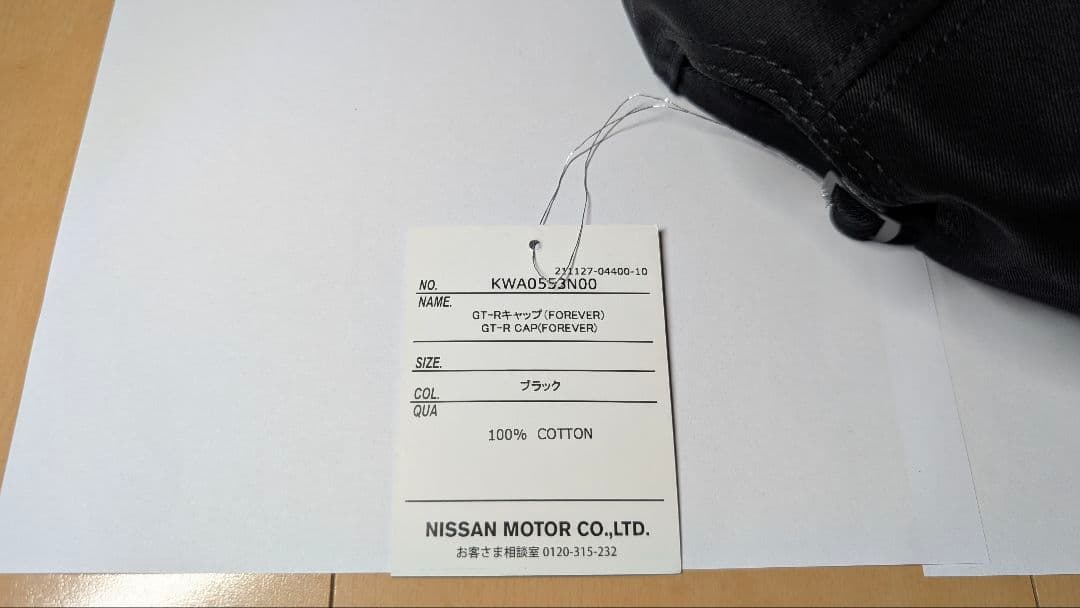 211127-04400-10
NO. KWA0553N00
NAME.
GT-Rキャップ(FOREVER)
GT-R CAP(FOREVER)
SIZE.
COL. ブラック
QUA
100% COTTON
NISSAN MOTOR CO.,LTD.
お客さま相談室 0120-315-232